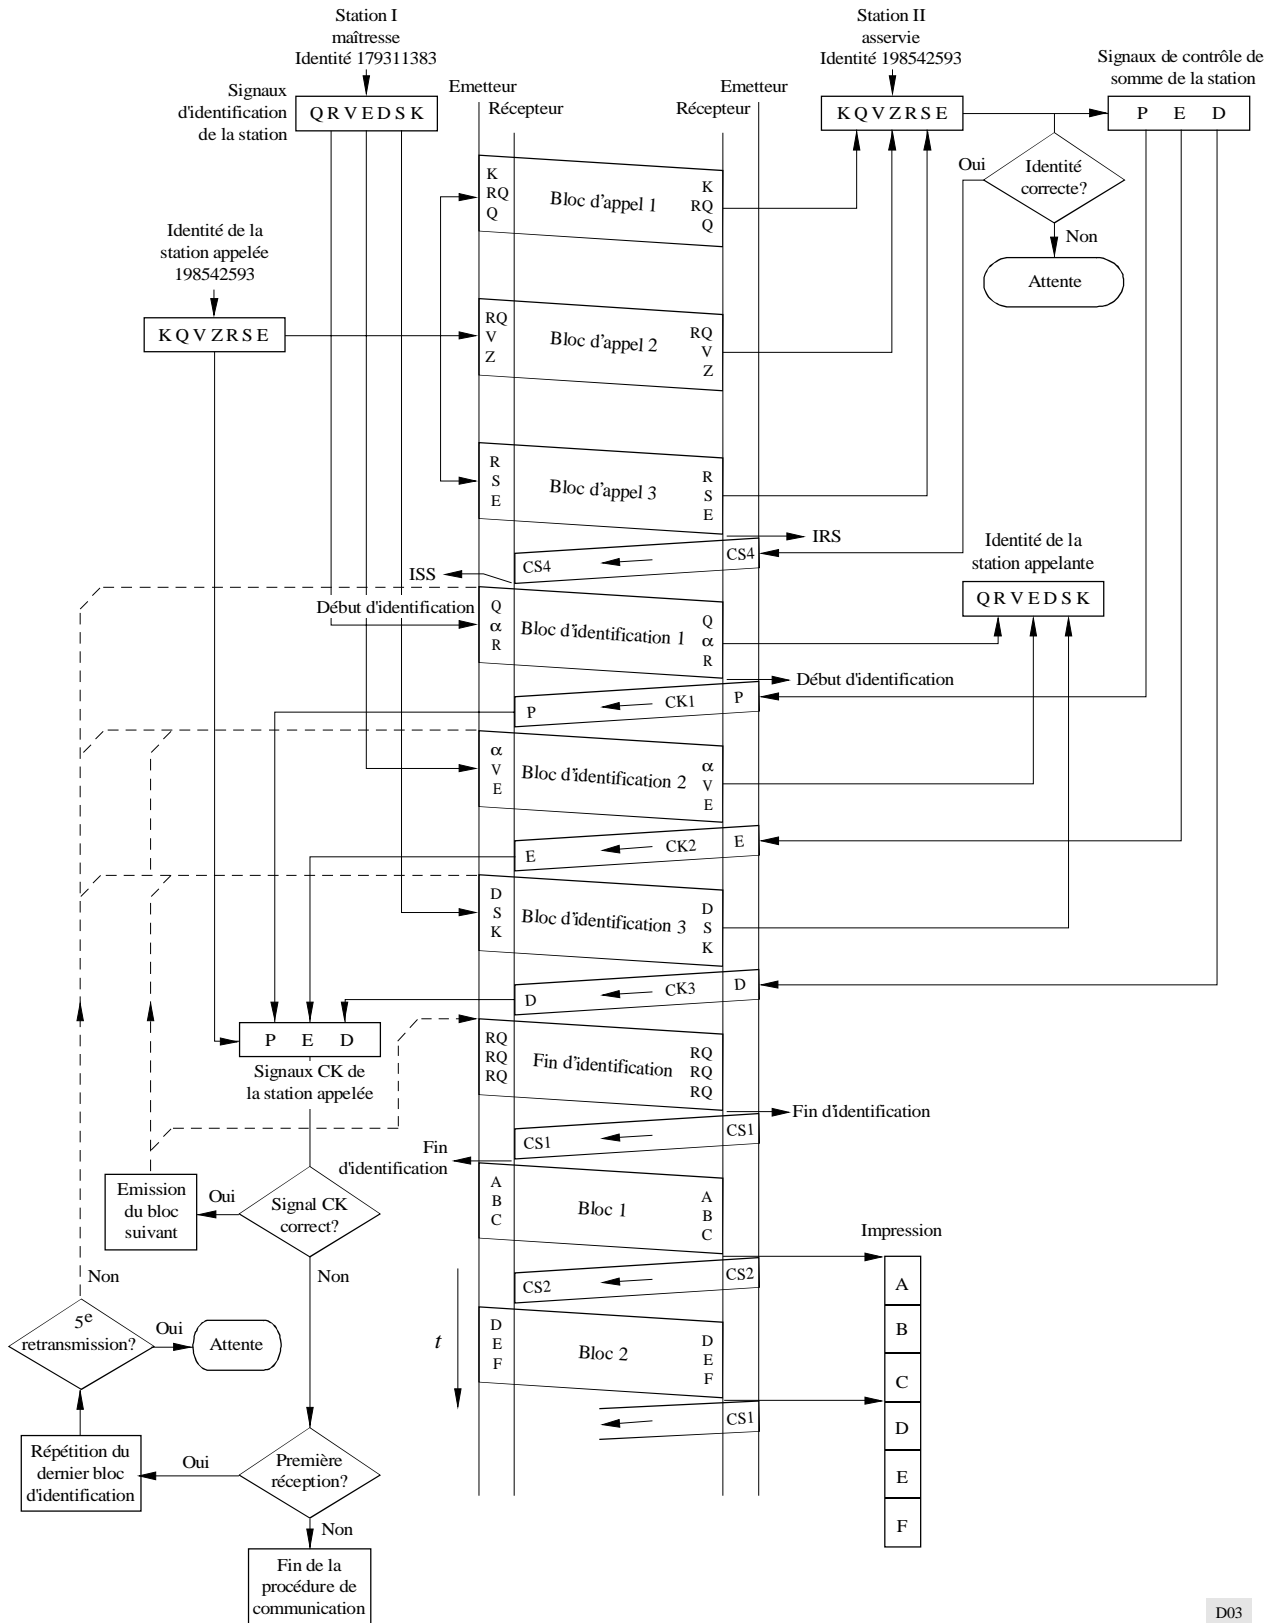 Station I
maîtresse
Identité 179311383
Station II
asservie
Identité 198542593
Signaux de contrôle de
somme de la station
Signaux
d'identification
de la station
Q R V E D S K
Emetteur
Récepteur
Emetteur
Récepteur
K Q V Z R S E
P E D
Oui
Identité
correcte?
Non
Attente
K
RQ
Q
Bloc d'appel 1
K
RQ
Q
Identité de la
station appelée
198542593
K Q V Z R S E
RQ
V
Z
Bloc d'appel 2
RQ
V
Z
R
S
E
Bloc d'appel 3
R
S
E
IRS
ISS
CS4
CS4
Identité de la
station appelante
Q R V E D S K
Début d'identification
Q
α
R
Bloc d'identification 1
Q
α
R
Début d'identification
P
CK1
P
α
V
E
Bloc d'identification 2
α
V
E
E
CK2
E
D
S
K
Bloc d'identification 3
D
S
K
D
CK3
D
P E D
Signaux CK de
la station appelée
RQ
RQ
RQ
Fin d'identification
RQ
RQ
RQ
Fin d'identification
CS1
CS1
Fin
d'identification
Emission
du bloc
suivant
Oui
Signal CK
correct?
Non
A
B
C
Bloc 1
A
B
C
Impression
CS2
CS2
Non
5e
retransmission?
Oui
Attente
t
D
E
F
Bloc 2
D
E
F
CS1
A
B
C
D
E
F
Répétition du
dernier bloc
d'identification
Oui
Première
réception?
Non
Fin de la
procédure de
communication
D03